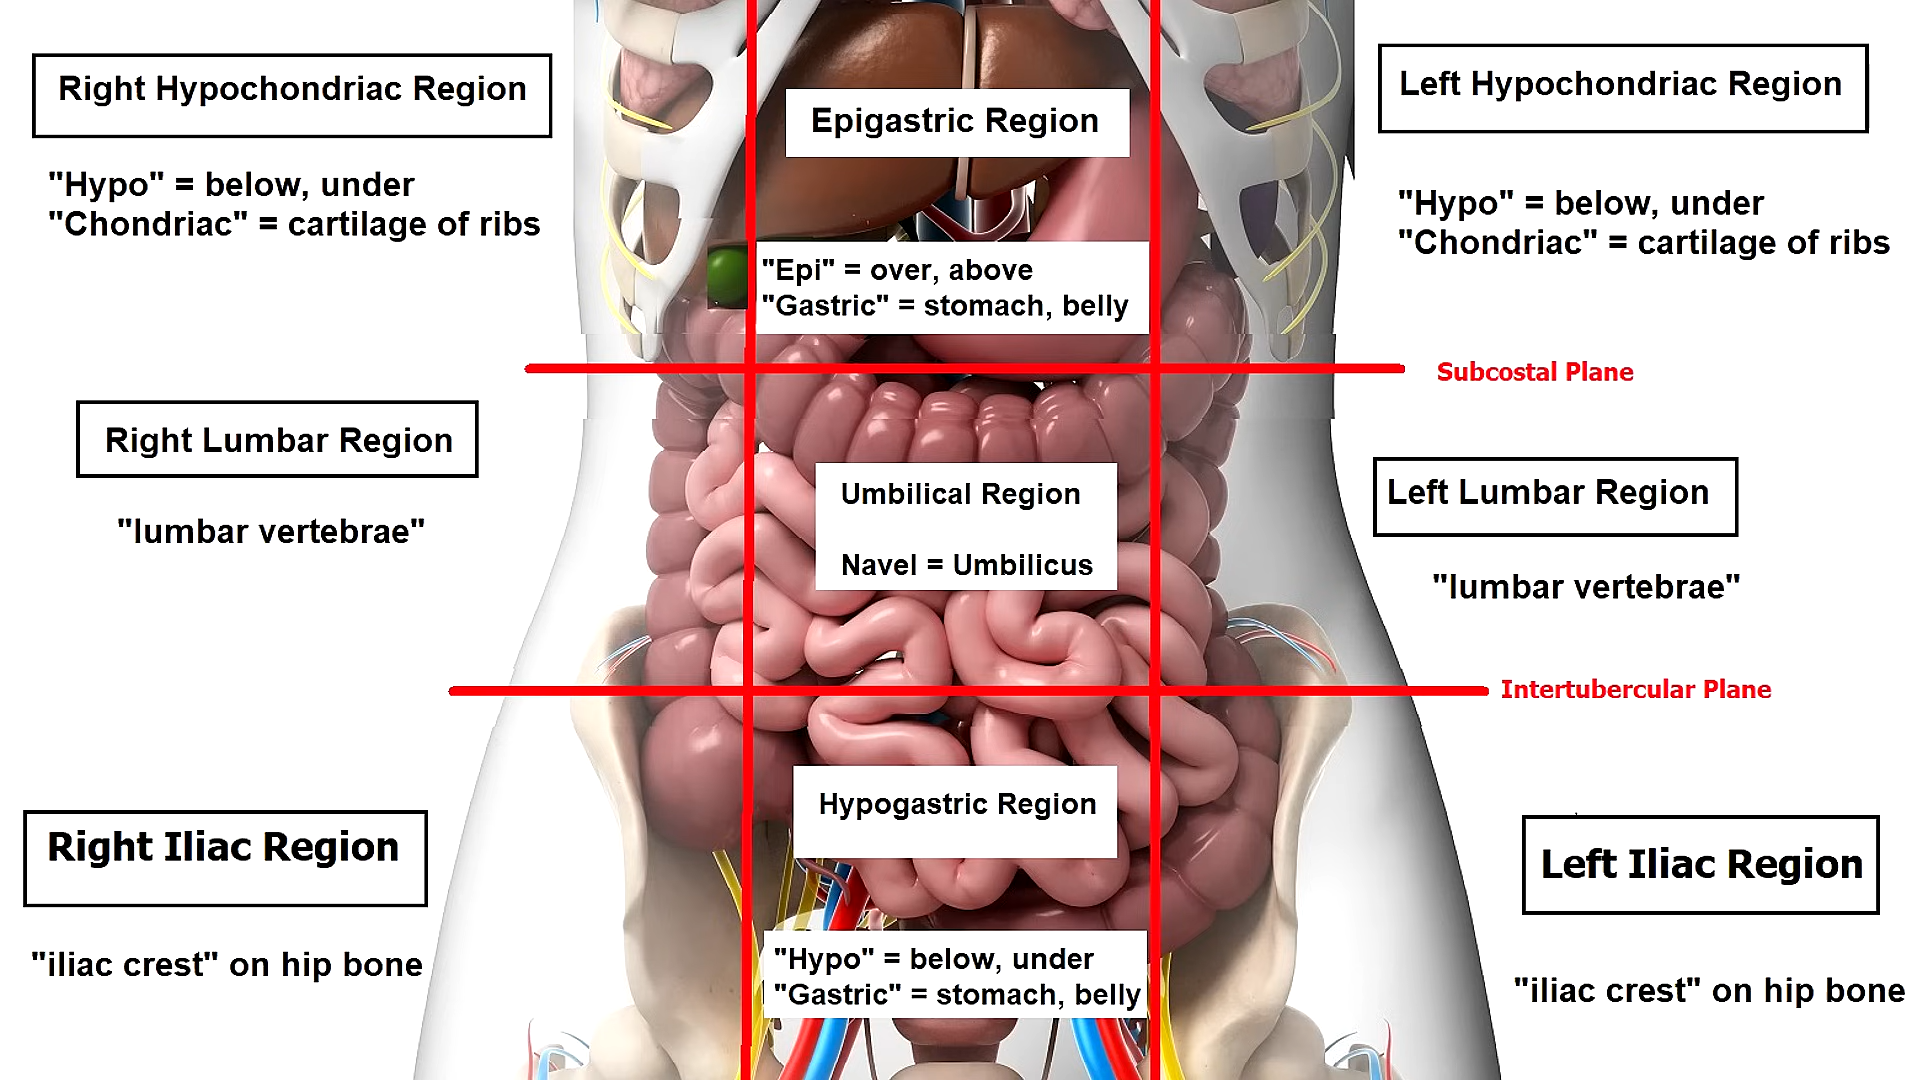 Right Hypochondriac Region
"Hypo" = below, under
"Chondriac" = cartilage of ribs
Epigastric Region
"Epi" = over, above
"Gastric" = stomach, belly
Left Hypochondriac Region
"Hypo" = below, under
"Chondriac" = cartilage of ribs
Subcostal Plane
Right Lumbar Region
"lumbar vertebrae"
Umbilical Region
Navel = Umbilicus
Left Lumbar Region
"lumbar vertebrae"
Intertubercular Plane
Right Iliac Region
"iliac crest" on hip bone
Hypogastric Region
"Hypo" = below, under
"Gastric" = stomach, belly
Left Iliac Region
"iliac crest" on hip bone